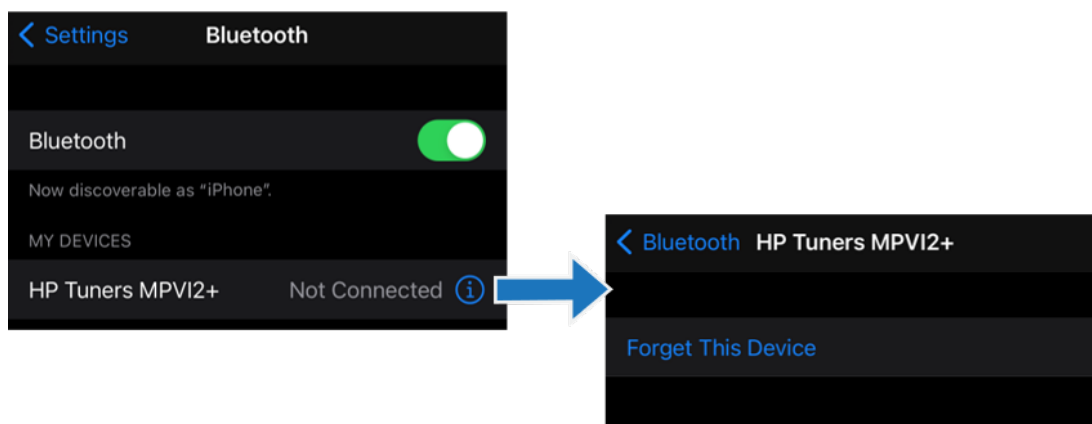 Settings
Bluetooth
Bluetooth
Now discoverable as “iPhone”.
MY DEVICES
HP Tuners MPVI2+ Not Connected
Bluetooth HP Tuners MPVI2+
Forget This Device